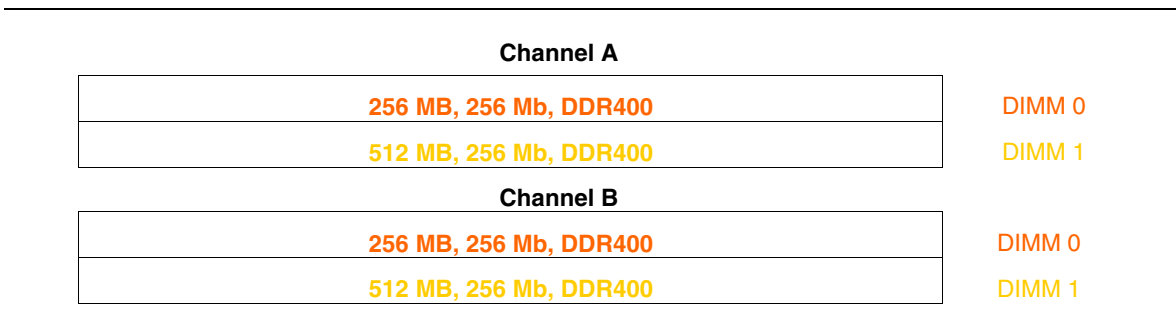 Channel A
256 MB, 256 Mb, DDR400 DIMM 0
512 MB, 256 Mb, DDR400 DIMM 1
Channel B
256 MB, 256 Mb, DDR400 DIMM 0
512 MB, 256 Mb, DDR400 DIMM 1